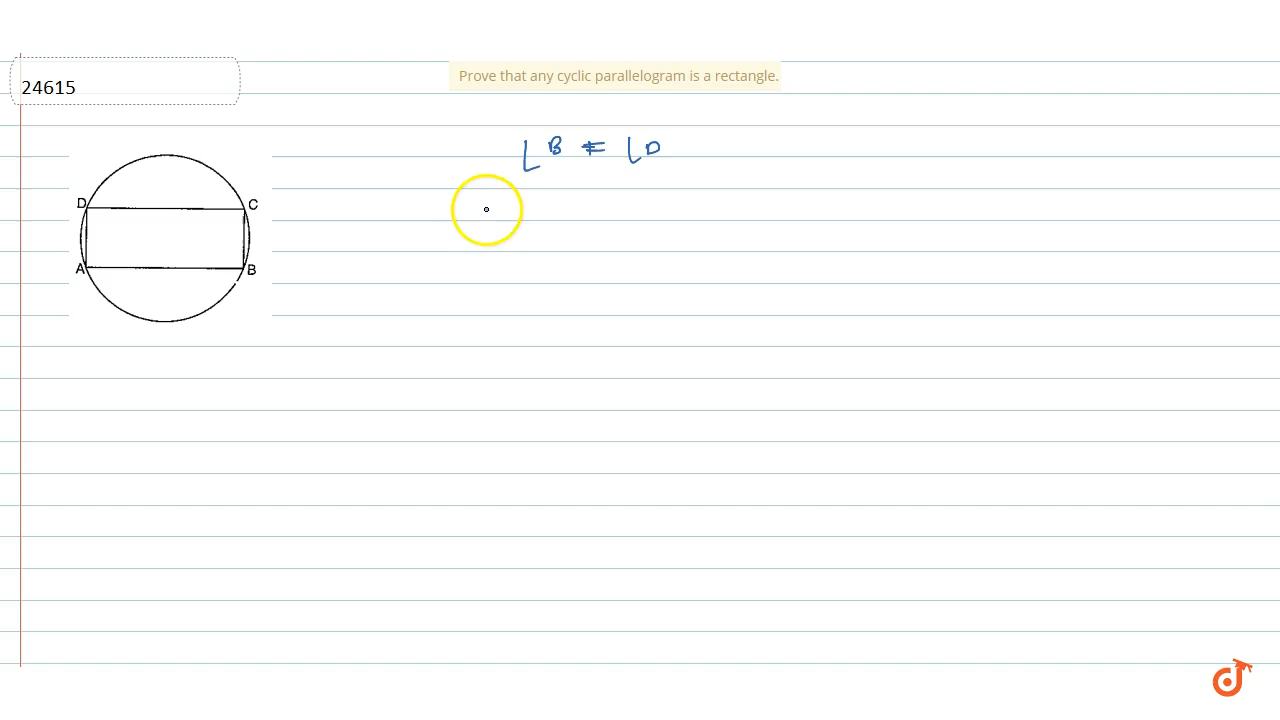 Prove that any cyclic parallelogram is a rectangle.
24615
∠B = ∠D
D C
A B